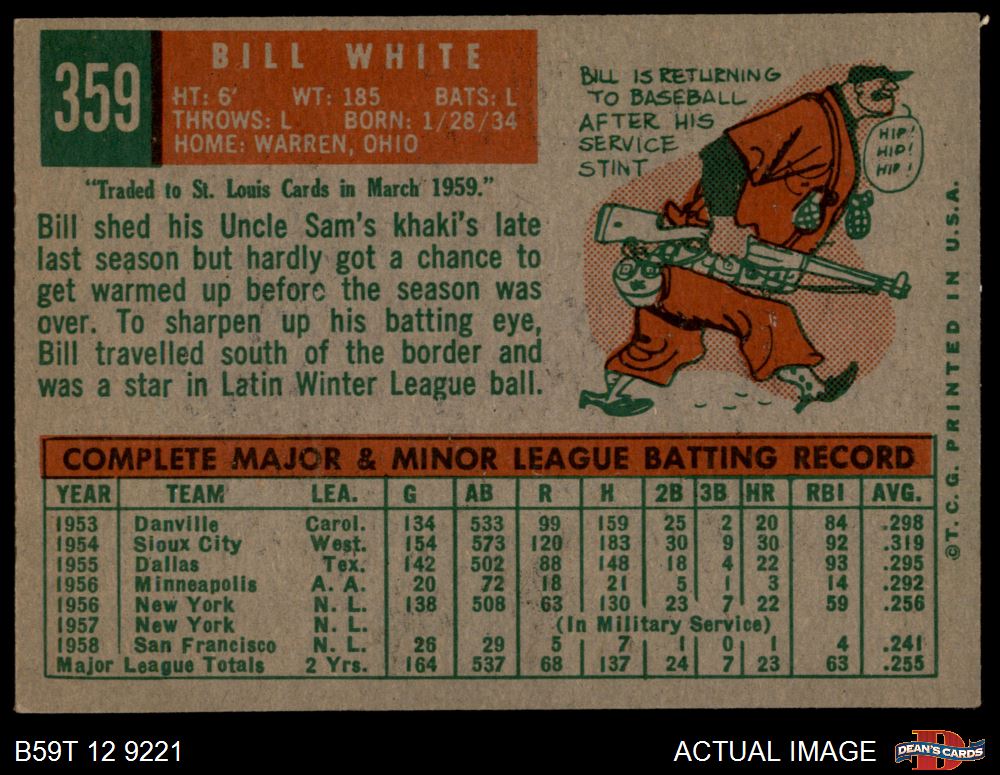 359
BILL WHITE
HT: 6' WT: 185 BATS: L
THROWS: L BORN: 1/28/34
HOME: WARREN, OHIO
"Traded to St. Louis Cards in March 1959."
Bill shed his Uncle Sam's khaki's late
last season but hardly got a chance to
get warmed up before the season was
over. To sharpen up his batting eye,
Bill travelled south of the border and
was a star in Latin Winter League ball.
BILL IS RETURNING
TO BASEBALL
AFTER HIS
SERVICE
STINT
HIP!
HIP!
HIP!
COMPLETE MAJOR & MINOR LEAGUE BATTING RECORD
YEAR TEAM LEA. G AB R H 2B 3B HR RBI AVG.
1953 Danville Carol. 134 533 99 159 25 2 20 84 .298
1954 Sioux City West. 154 573 120 183 30 9 30 92 .319
1955 Dallas Tex. 142 502 88 148 18 4 22 93 .295
1956 Minneapolis A. A. 20 72 18 21 5 1 3 14 .292
1956 New York N. L. 138 508 63 130 23 7 22 59 .256
1957 New York N. L. (In Military Service)
1958 San Francisco N. L. 26 29 5 7 1 0 1 4 .241
Major League Totals 2 Yrs. 164 537 68 137 24 7 23 63 .255
©T. C. G. PRINTED IN U.S.A.
B59T 12 9221
ACTUAL IMAGE
D
DEAN'S CARDS